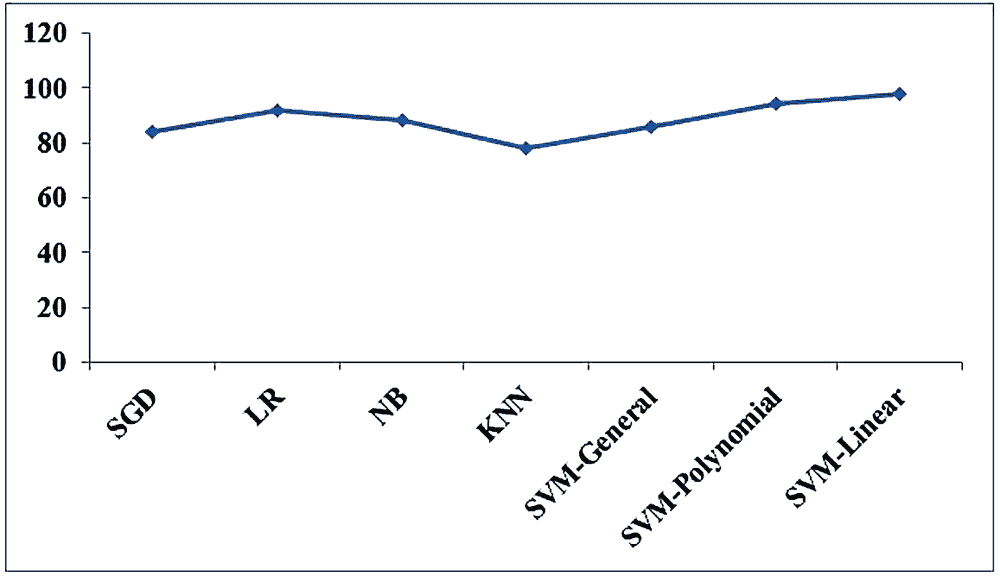 120
100
80
60
40
20
0
SGD
LR
NB
KNN
SVM-General
SVM-Polynomial
SVM-Linear